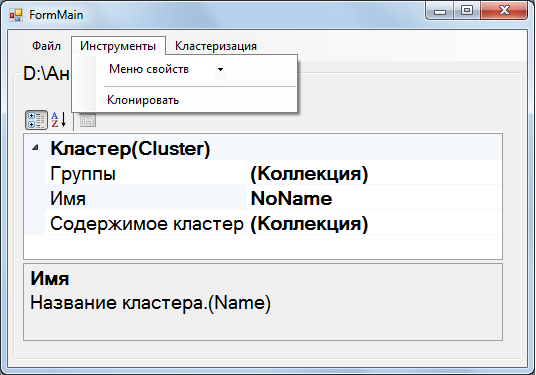 FormMain
Файл Инструменты Кластеризация
D:\Ан
Меню свойств
Клонировать
A
Z
Кластер(Cluster)
Группы (Коллекция)
Имя NoName
Содержимое кластер (Коллекция)
Имя
Название кластера.(Name)